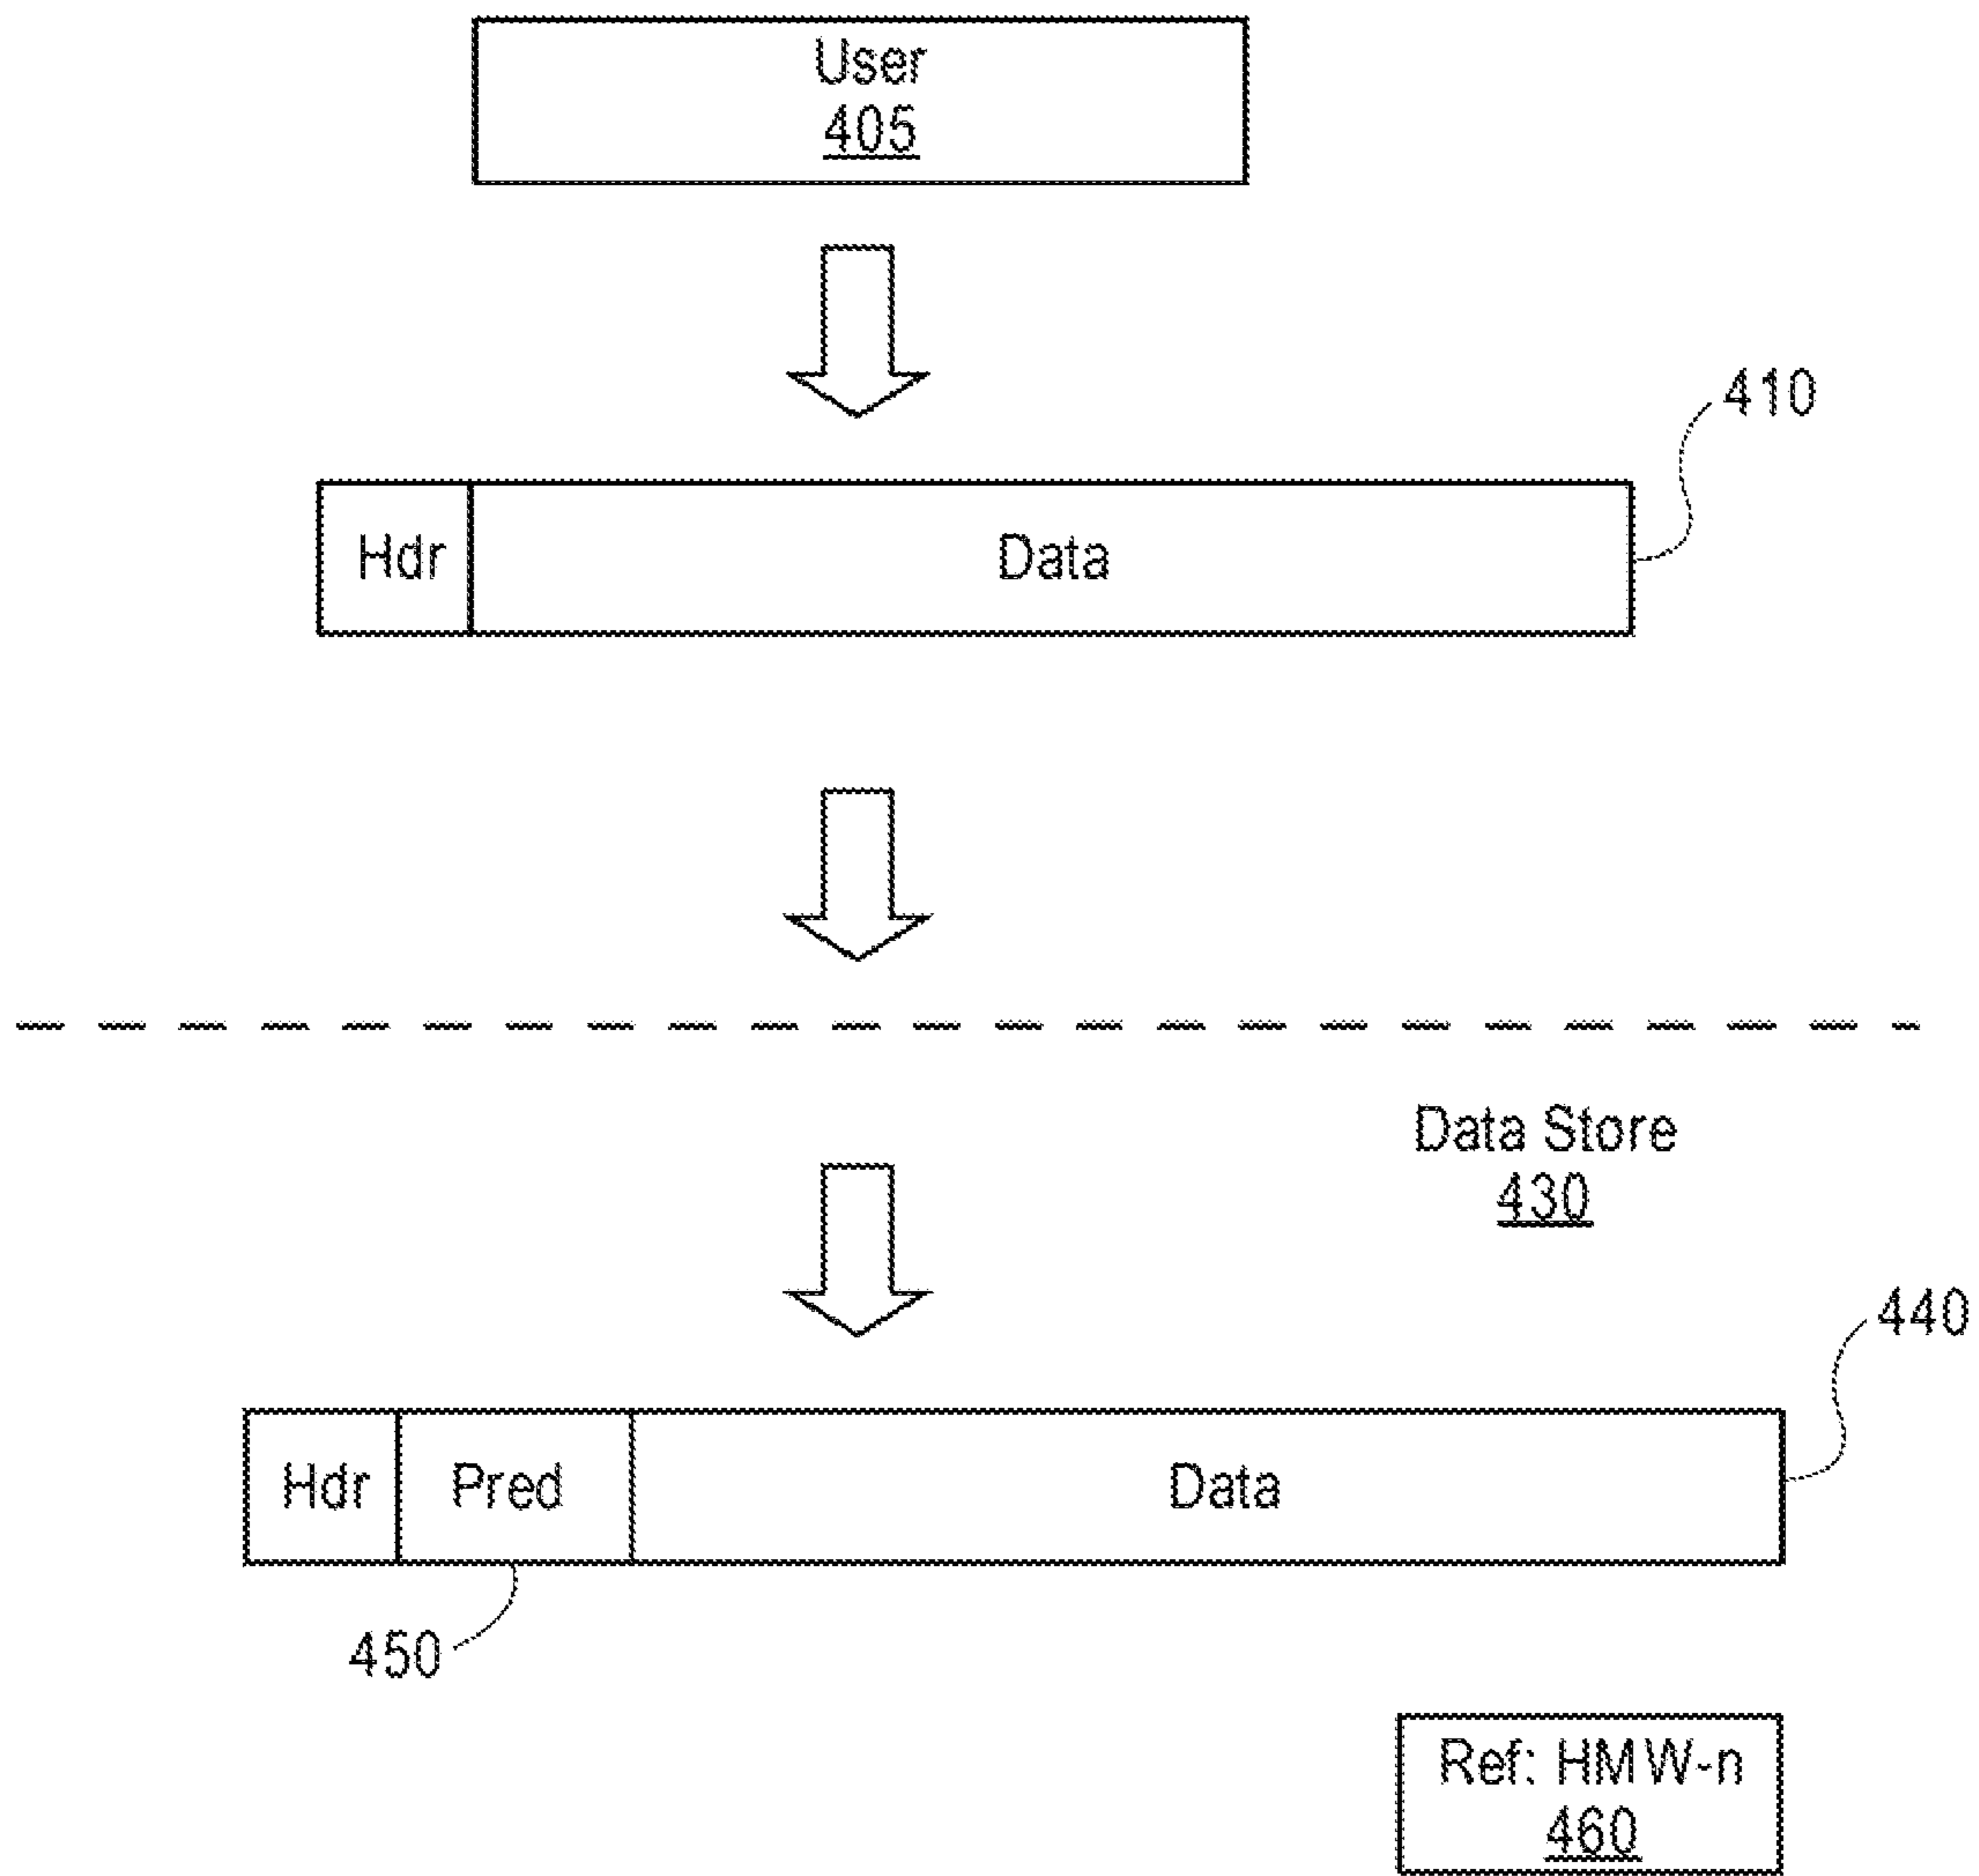 User
405
410
Hdr
Data
Data Store
430
440
Hdr
Pred
Data
450
Ref: HMW-n
460